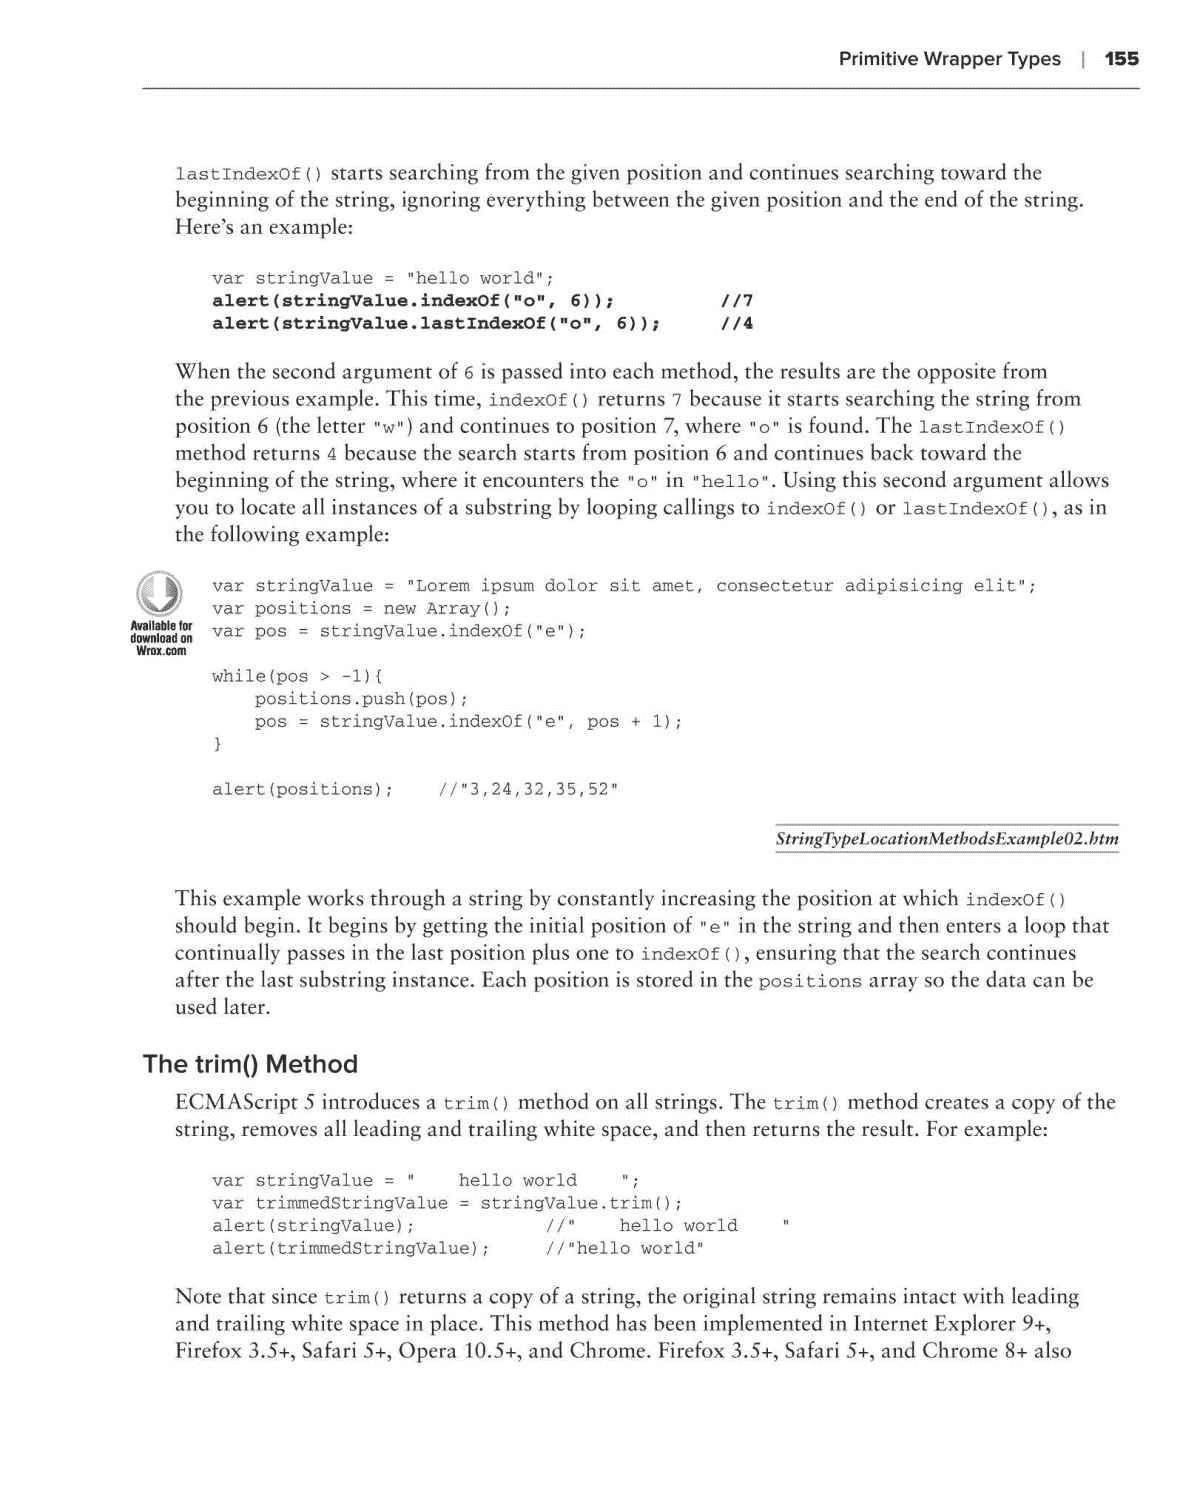 Primitive Wrapper Types | 155
lastIndexOf() starts searching from the given position and continues searching toward the
beginning of the string, ignoring everything between the given position and the end of the string.
Here’s an example:
var stringValue = "hello world";
alert(stringValue.indexOf("o", 6));         //7
alert(stringValue.lastIndexOf("o", 6));     //4
When the second argument of 6 is passed into each method, the results are the opposite from
the previous example. This time, indexOf() returns 7 because it starts searching the string from
position 6 (the letter "w") and continues to position 7, where "o" is found. The lastIndexOf()
method returns 4 because the search starts from position 6 and continues back toward the
beginning of the string, where it encounters the "o" in "hello". Using this second argument allows
you to locate all instances of a substring by looping callings to indexOf() or lastIndexOf(), as in
the following example:
var stringValue = "Lorem ipsum dolor sit amet, consectetur adipisicing elit";
var positions = new Array();
var pos = stringValue.indexOf("e");
Available for
download on
Wrox.com
while(pos > -1){
    positions.push(pos);
    pos = stringValue.indexOf("e", pos + 1);
}
alert(positions);    //"3,24,32,35,52"
StringTypeLocationMethodsExample02.htm
This example works through a string by constantly increasing the position at which indexOf()
should begin. It begins by getting the initial position of "e" in the string and then enters a loop that
continually passes in the last position plus one to indexOf(), ensuring that the search continues
after the last substring instance. Each position is stored in the positions array so the data can be
used later.
The trim() Method
ECMAScript 5 introduces a trim() method on all strings. The trim() method creates a copy of the
string, removes all leading and trailing white space, and then returns the result. For example:
var stringValue = "    hello world    ";
var trimmedStringValue = stringValue.trim();
alert(stringValue);            //"    hello world    "
alert(trimmedStringValue);     //"hello world"
Note that since trim() returns a copy of a string, the original string remains intact with leading
and trailing white space in place. This method has been implemented in Internet Explorer 9+,
Firefox 3.5+, Safari 5+, Opera 10.5+, and Chrome. Firefox 3.5+, Safari 5+, and Chrome 8+ also